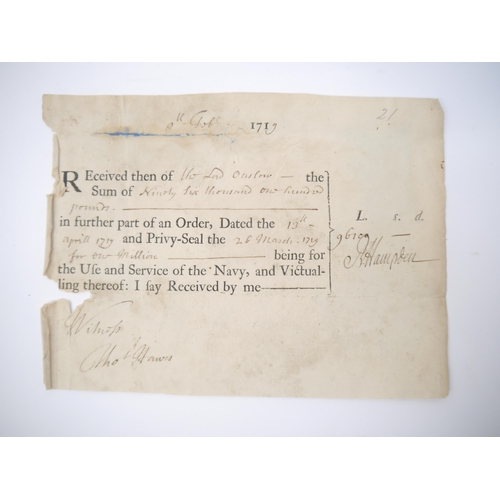 8th Octobr 1719
21
Received then of the Lord Onslow — the
Sum of Ninety Six thousand one hundred
pounds.
in further part of an Order, Dated the 13th
April 1719 and Privy-Seal the 26 March 1719
for one Million being for
the Use and Service of the Navy, and Victual-
ling thereof: I say Received by me
L s. d.
96100 —
RHampden
Witness
Thos Hawes